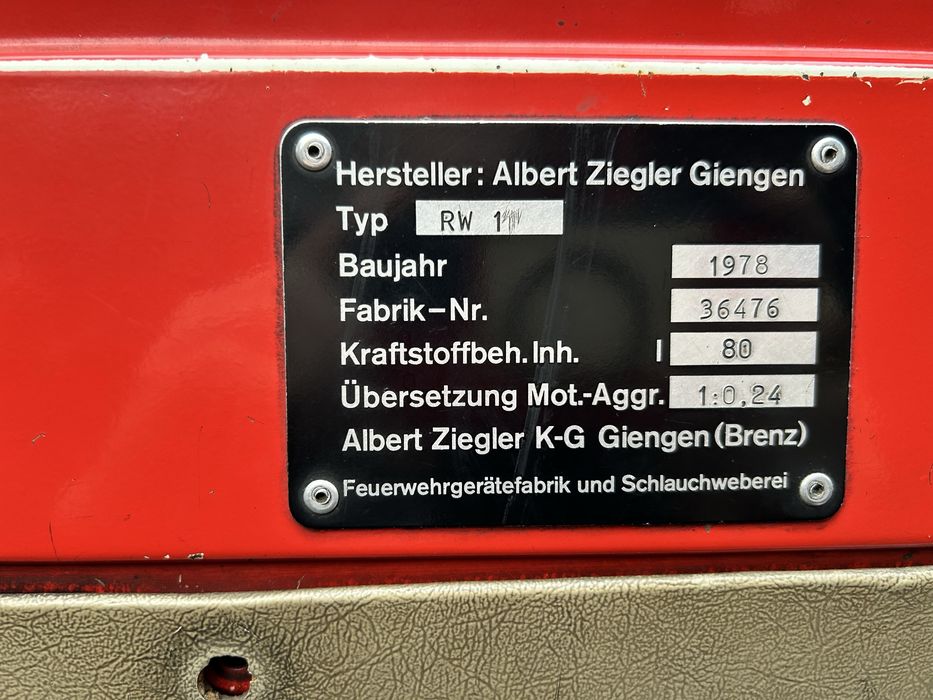 Hersteller: Albert Ziegler Giengen
Typ RW 1
Baujahr 1978
Fabrik-Nr. 36476
Kraftstoffbeh. Inh. l 80
Übersetzung Mot.-Aggr. 1:0,24
Albert Ziegler K-G Giengen (Brenz)
Feuerwehrgerätefabrik und Schlauchweberei